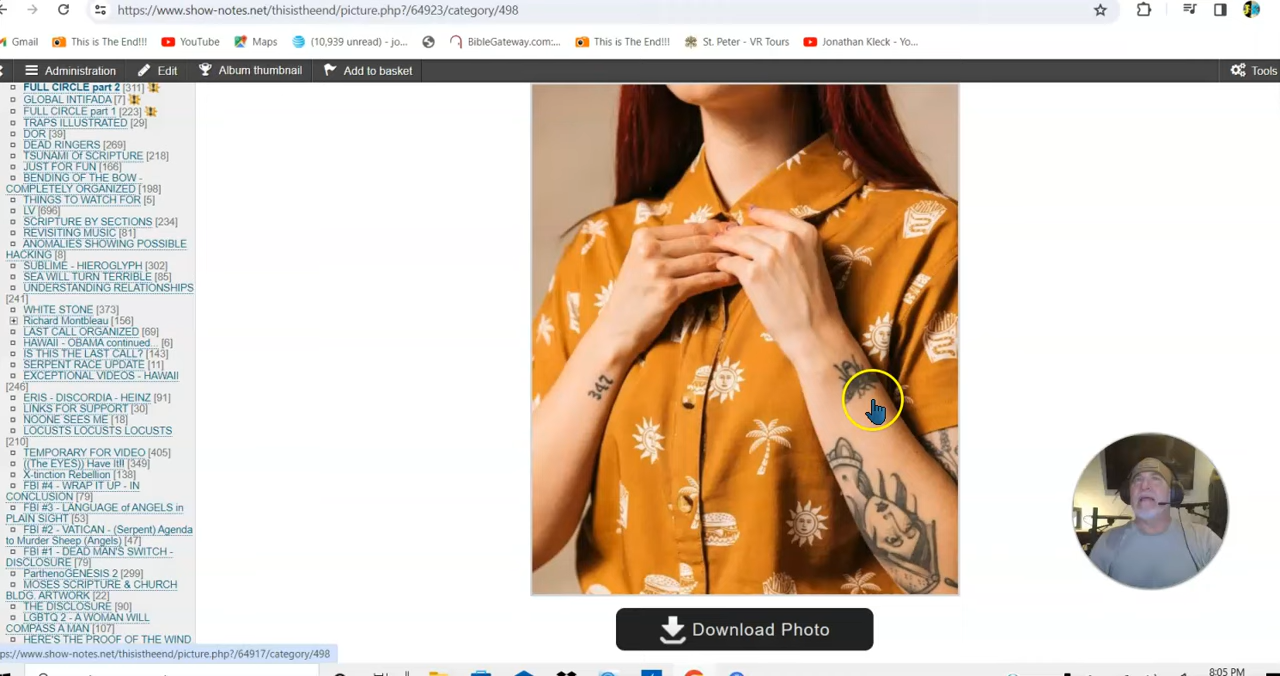 https://www.show-notes.net/thisistheend/picture.php?/64923/category/498
Gmail
This is The End!!!
YouTube
Maps
(10,939 unread) - jo...
BibleGateway.com:...
This is The End!!!
St. Peter - VR Tours
Jonathan Kleck - Yo...
Administration
Edit
Album thumbnail
Add to basket
Tools
FULL CIRCLE part 2 [311]
GLOBAL INTIFADA [7]
FULL CIRCLE part 1 [223]
TRAPS ILLUSTRATED [29]
DOR [39]
DEAD RINGERS [269]
TSUNAMI Of SCRIPTURE [218]
JUST FOR FUN [166]
BENDING OF THE BOW -
COMPLETELY ORGANIZED [198]
THINGS TO WATCH FOR [5]
LV [696]
SCRIPTURE BY SECTIONS [234]
REVISITING MUSIC [81]
ANOMALIES SHOWING POSSIBLE
HACKING [8]
SUBLIME - HIEROGLYPH [302]
SEA WILL TURN TERRIBLE [85]
UNDERSTANDING RELATIONSHIPS
[241]
WHITE STONE [373]
Richard Montbleau [156]
LAST CALL ORGANIZED [69]
HAWAII - OBAMA continued... [6]
IS THIS THE LAST CALL? [143]
SERPENT RACE UPDATE [11]
EXCEPTIONAL VIDEOS - HAWAII
[246]
ÉRIS - DISCORDIA - HEINZ [91]
LINKS FOR SUPPORT [30]
NOONE SEES ME [18]
LOCUSTS LOCUSTS LOCUSTS
[210]
TEMPORARY FOR VIDEO [405]
((The EYES)) Have It!! [349]
X-tinction Rebellion [138]
FBI #4 - WRAP IT UP - IN
CONCLUSION [79]
FBI #3 - LANGUAGE of ANGELS in
PLAIN SIGHT [53]
FBI #2 - VATICAN - (Serpent) Agenda
to Murder Sheep (Angels) [47]
FBI #1 - DEAD MAN'S SWITCH -
DISCLOSURE [79]
ParthenoGENESIS 2 [299]
MOSES SCRIPTURE & CHURCH
BLDG. ARTWORK [22]
THE DISCLOSURE [90]
LGBTQ 2 - A WOMAN WILL
COMPASS A MAN [107]
HERE'S THE PROOF OF THE WIND
342
Download Photo
ps://www.show-notes.net/thisistheend/picture.php?/64917/category/498
8:05 PM